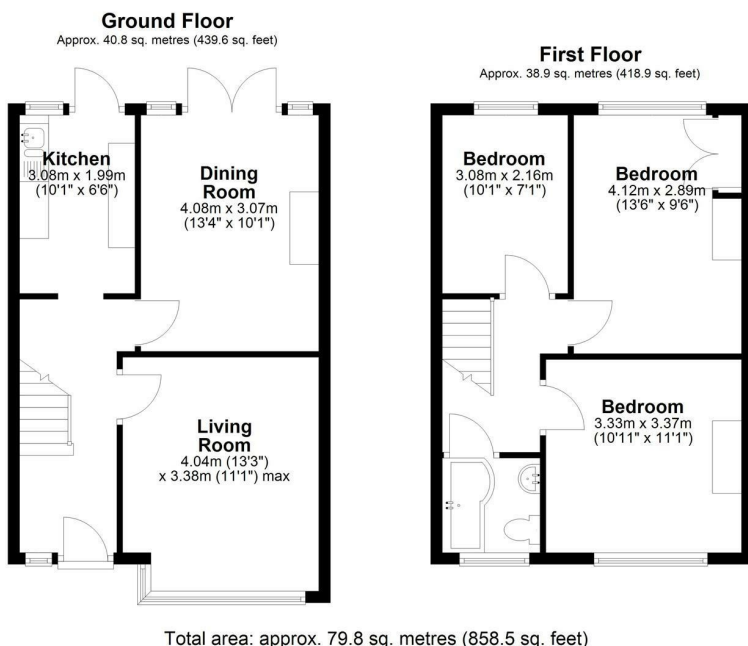 Ground Floor
Approx. 40.8 sq. metres (439.6 sq. feet)
Kitchen
3.08m x 1.99m
(10'1" x 6'6")
Dining
Room
4.08m x 3.07m
(13'4" x 10'1")
Living
Room
4.04m (13'3")
x 3.38m (11'1") max
First Floor
Approx. 38.9 sq. metres (418.9 sq. feet)
Bedroom
3.08m x 2.16m
(10'1" x 7'1")
Bedroom
4.12m x 2.89m
(13'6" x 9'6")
Bedroom
3.33m x 3.37m
(10'11" x 11'1")
Total area: approx. 79.8 sq. metres (858.5 sq. feet)